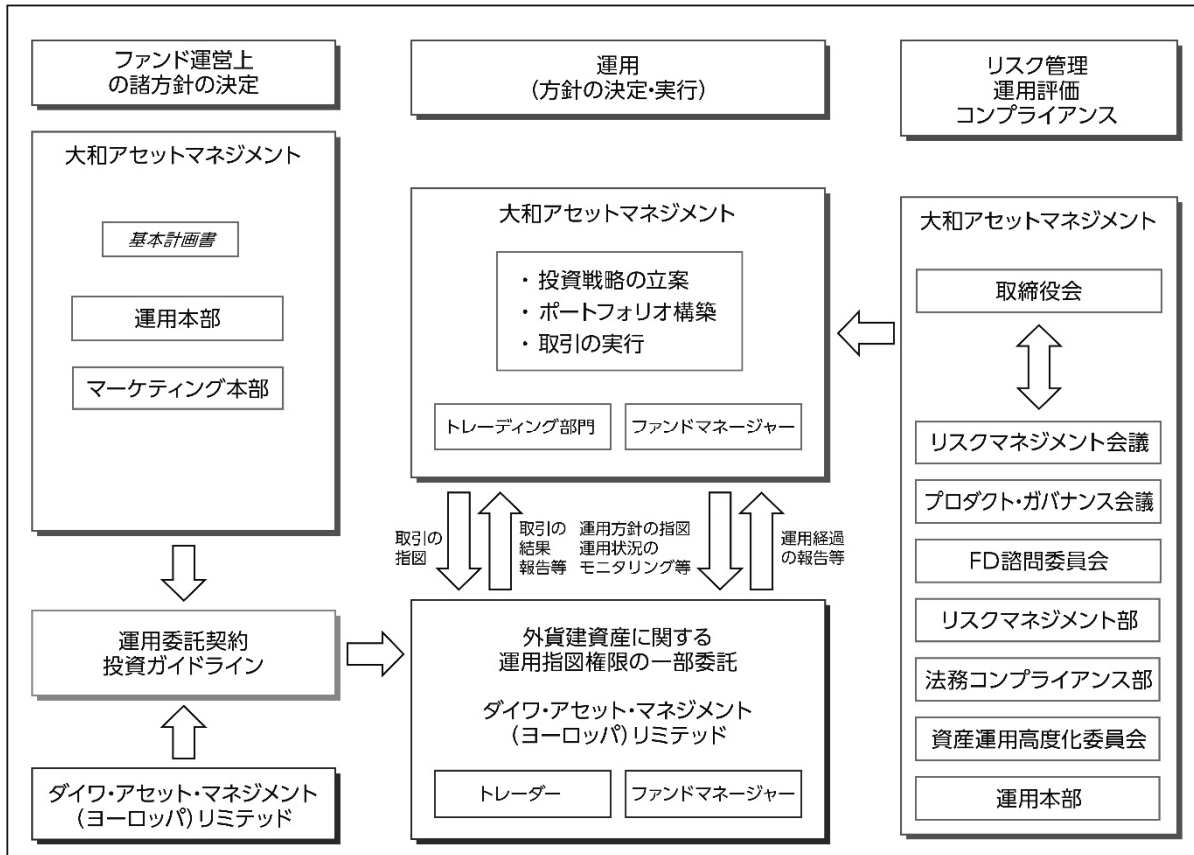 ファンド運営上
の諸方針の決定
大和アセットマネジメント
基本計画書
運用本部
マーケティング本部
運用委託契約
投資ガイドライン
ダイワ・アセット・マネジメント
(ヨーロッパ)リミテッド
運用
(方針の決定・実行)
大和アセットマネジメント
・投資戦略の立案
・ポートフォリオ構築
・取引の実行
トレーディング部門
ファンドマネージャー
取引の
指図
取引の
結果
報告等
運用方針の指図
運用状況の
モニタリング等
運用経過
の報告等
外貨建資産に関する
運用指図権限の一部委託
ダイワ・アセット・マネジメント
(ヨーロッパ)リミテッド
トレーダー
ファンドマネージャー
リスク管理
運用評価
コンプライアンス
大和アセットマネジメント
取締役会
リスクマネジメント会議
プロダクト・ガバナンス会議
FD諮問委員会
リスクマネジメント部
法務コンプライアンス部
資産運用高度化委員会
運用本部